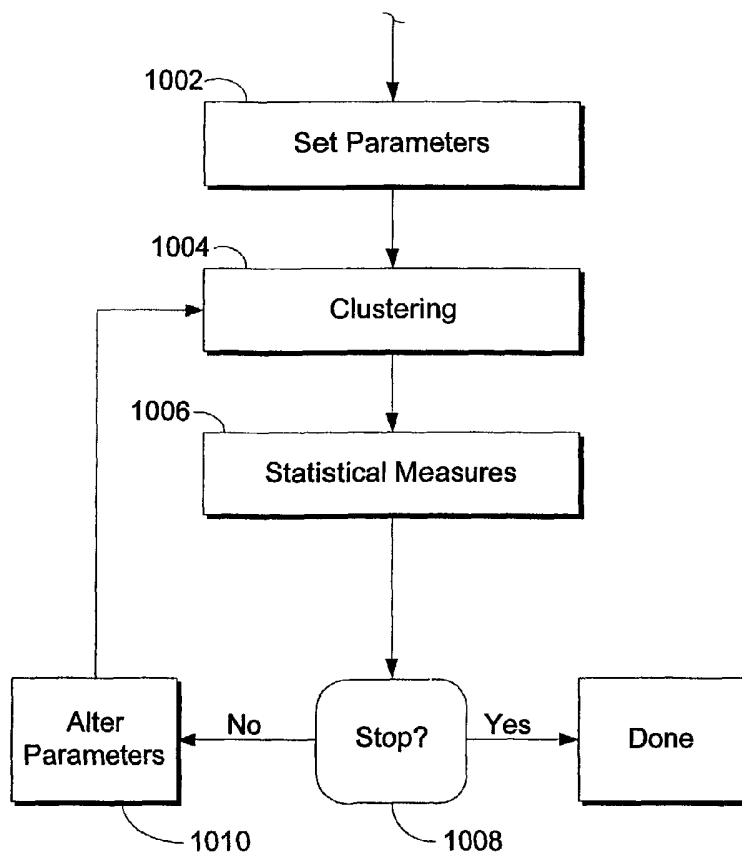 1002
Set Parameters
1004
Clustering
1006
Statistical Measures
Alter
Parameters
No
Stop?
Yes
Done
1010
1008